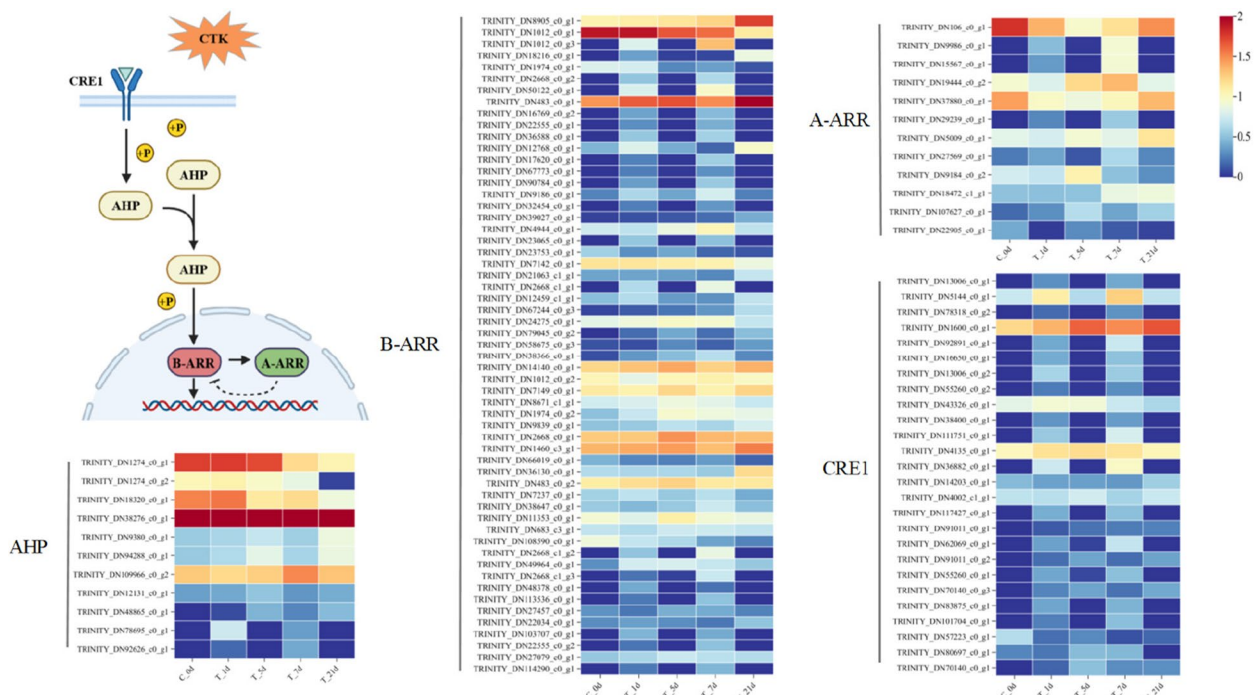 CTK
CRE1
+P
+P
AHP
AHP
AHP
+P
B-ARR
A-ARR
AHP
TRINITY_DN1274_c0_g1
TRINITY_DN1274_c0_g2
TRINITY_DN18320_c0_g1
TRINITY_DN38276_c0_g1
TRINITY_DN9380_c0_g1
TRINITY_DN94288_c0_g1
TRINITY_DN109966_c0_g2
TRINITY_DN12131_c0_g1
TRINITY_DN48865_c0_g1
TRINITY_DN78695_c0_g1
TRINITY_DN92626_c0_g1
C_0d T_1d T_5d T_7d T_21d
B-ARR
TRINITY_DN8905_c0_g1
TRINITY_DN1012_c0_g1
TRINITY_DN1012_c0_g3
TRINITY_DN18216_c0_g1
TRINITY_DN1974_c0_g1
TRINITY_DN2668_c0_g2
TRINITY_DN50122_c0_g1
TRINITY_DN483_c0_g1
TRINITY_DN16769_c0_g2
TRINITY_DN22555_c0_g1
TRINITY_DN36588_c0_g1
TRINITY_DN12768_c0_g1
TRINITY_DN17620_c0_g1
TRINITY_DN67773_c0_g1
TRINITY_DN90784_c0_g1
TRINITY_DN9186_c0_g1
TRINITY_DN32454_c0_g1
TRINITY_DN39027_c0_g1
TRINITY_DN4944_c0_g1
TRINITY_DN23065_c0_g1
TRINITY_DN23753_c0_g1
TRINITY_DN7142_c0_g1
TRINITY_DN21063_c1_g1
TRINITY_DN2668_c1_g1
TRINITY_DN12459_c1_g1
TRINITY_DN67244_c0_g3
TRINITY_DN24275_c0_g1
TRINITY_DN79045_c0_g2
TRINITY_DN58675_c0_g3
TRINITY_DN38366_c0_g1
TRINITY_DN14140_c0_g1
TRINITY_DN1012_c0_g2
TRINITY_DN7149_c0_g1
TRINITY_DN8671_c1_g1
TRINITY_DN1974_c0_g2
TRINITY_DN9839_c0_g1
TRINITY_DN2668_c0_g1
TRINITY_DN1460_c3_g1
TRINITY_DN66019_c0_g1
TRINITY_DN36130_c0_g1
TRINITY_DN483_c0_g2
TRINITY_DN7237_c0_g1
TRINITY_DN38647_c0_g1
TRINITY_DN11353_c0_g1
TRINITY_DN683_c3_g1
TRINITY_DN108390_c0_g1
TRINITY_DN2668_c1_g2
TRINITY_DN49964_c0_g1
TRINITY_DN2668_c1_g3
TRINITY_DN48378_c0_g1
TRINITY_DN113536_c0_g1
TRINITY_DN27457_c0_g1
TRINITY_DN22034_c0_g1
TRINITY_DN103707_c0_g1
TRINITY_DN22355_c0_g2
TRINITY_DN27079_c0_g1
TRINITY_DN114290_c0_g1
C_0d T_1d T_5d T_7d T_21d
A-ARR
TRINITY_DN106_c0_g1
TRINITY_DN9986_c0_g1
TRINITY_DN15567_c0_g1
TRINITY_DN19444_c0_g2
TRINITY_DN37880_c0_g1
TRINITY_DN29239_c0_g1
TRINITY_DN5009_c0_g1
TRINITY_DN27569_c0_g1
TRINITY_DN9184_c0_g2
TRINITY_DN18472_c1_g1
TRINITY_DN107627_c0_g1
TRINITY_DN22905_c0_g1
C_0d T_1d T_5d T_7d T_21d
2
1.5
1
0.5
0
CRE1
TRINITY_DN13006_c0_g1
TRINITY_DN5144_c0_g1
TRINITY_DN78318_c0_g2
TRINITY_DN1600_c0_g1
TRINITY_DN92891_c0_g1
TRINITY_DN16650_c0_g1
TRINITY_DN13006_c0_g2
TRINITY_DN55260_c0_g2
TRINITY_DN43326_c0_g1
TRINITY_DN38400_c0_g1
TRINITY_DN111751_c0_g1
TRINITY_DN4135_c0_g1
TRINITY_DN36882_c0_g1
TRINITY_DN14203_c0_g1
TRINITY_DN4002_c1_g1
TRINITY_DN117427_c0_g1
TRINITY_DN91011_c0_g1
TRINITY_DN62069_c0_g1
TRINITY_DN91011_c0_g2
TRINITY_DN55260_c0_g1
TRINITY_DN70140_c0_g3
TRINITY_DN83875_c0_g1
TRINITY_DN101704_c0_g1
TRINITY_DN57223_c0_g1
TRINITY_DN80697_c0_g1
TRINITY_DN70140_c0_g1
C_0d T_1d T_5d T_7d T_21d